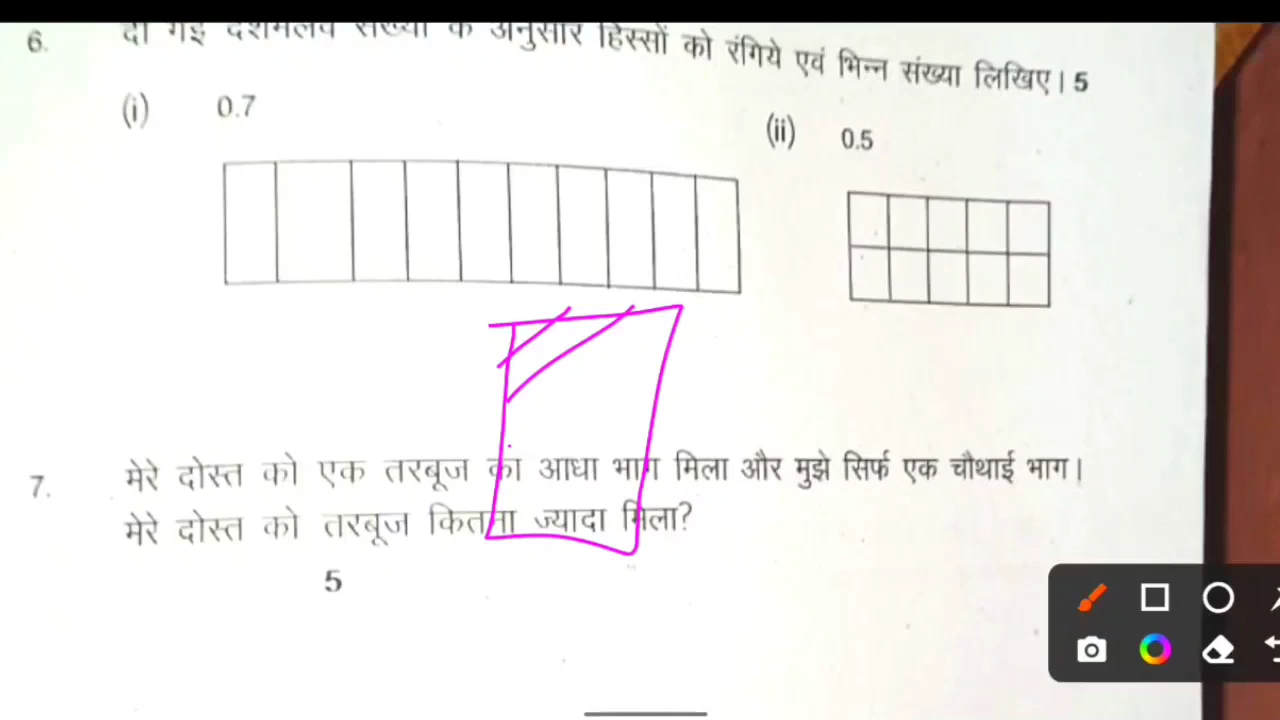 6. दी गई दशमलव संख्या के अनुसार हिस्सों को रंगिये एवं भिन्न संख्या लिखिए। 5
(i) 0.7 (ii) 0.5
7. मेरे दोस्त को एक तरबूज का आधा भाग मिला और मुझे सिर्फ एक चौथाई भाग।
मेरे दोस्त को तरबूज कितना ज्यादा मिला?
5